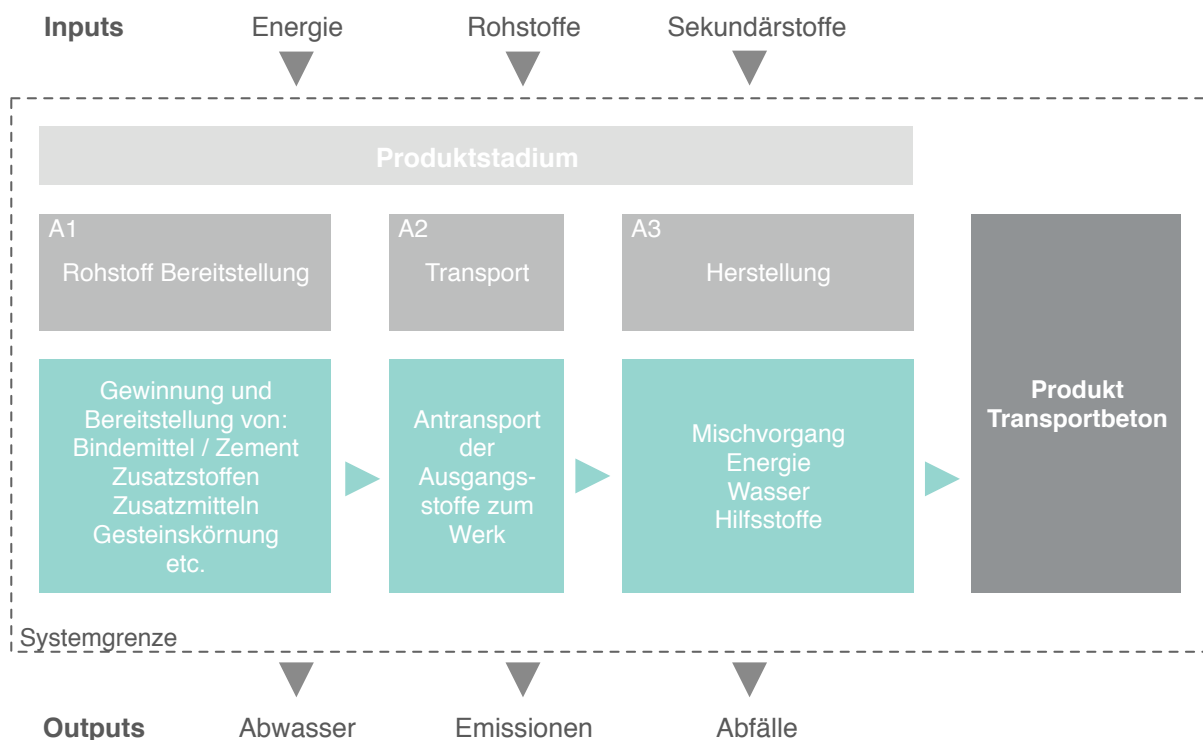 Inputs Energie Rohstoffe Sekundärstoffe
Produktstadium
A1
Rohstoff Bereitstellung
A2
Transport
A3
Herstellung
Gewinnung und
Bereitstellung von:
Bindemittel / Zement
Zusatzstoffen
Zusatzmitteln
Gesteinskörnung
etc.
Antransport
der
Ausgangs-
stoffe zum
Werk
Mischvorgang
Energie
Wasser
Hilfsstoffe
Produkt
Transportbeton
Systemgrenze
Outputs Abwasser Emissionen Abfälle